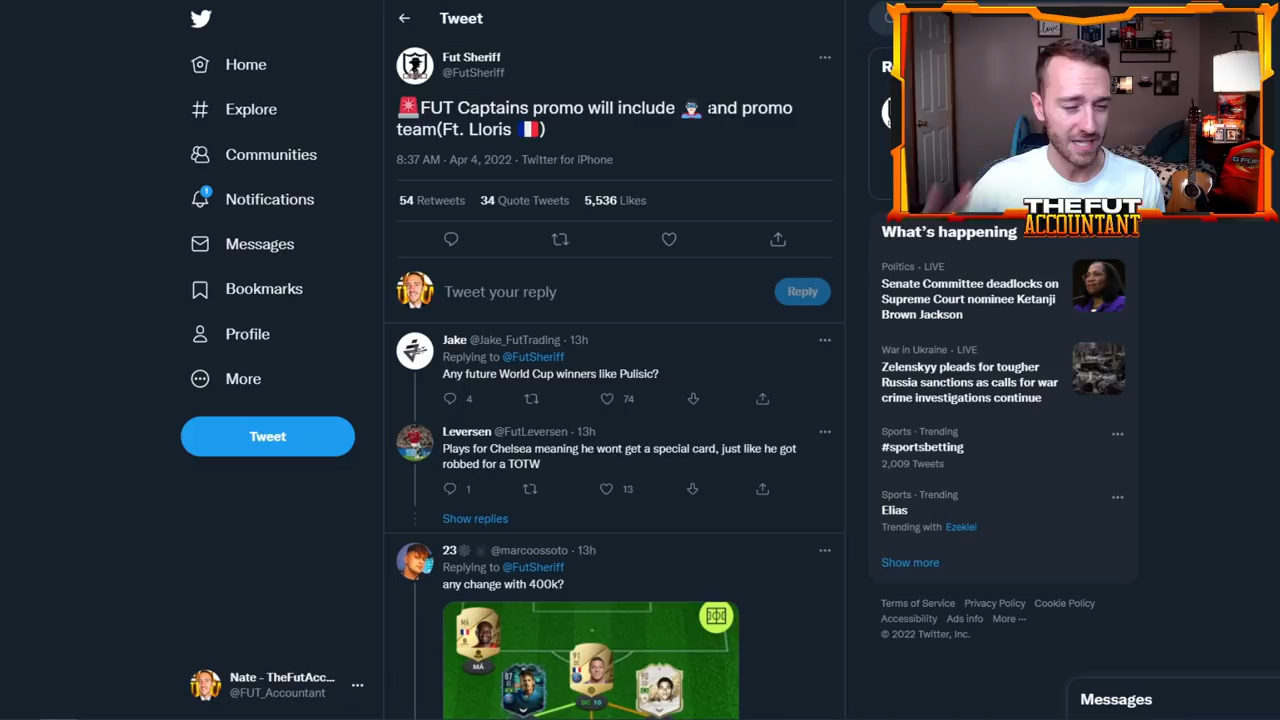 Home
Explore
Communities
Notifications
1
Messages
Bookmarks
Profile
More
Tweet
Nate - TheFutAcc...
@FUT_Accountant
Tweet
Fut Sheriff
@FutSheriff
🚨FUT Captains promo will include and promo
team(Ft. Lloris 🇫🇷)
8:37 AM · Apr 4, 2022 · Twitter for iPhone
54 Retweets 34 Quote Tweets 5,536 Likes
Tweet your reply
Reply
Jake @Jake_FutTrading · 13h
Replying to @FutSheriff
Any future World Cup winners like Pulisic?
4 74
Leversen @FutLeversen · 13h
Plays for Chelsea meaning he wont get a special card, just like he got
robbed for a TOTW
1 13
Show replies
23 @marcoossoto · 13h
Replying to @FutSheriff
any change with 400k?
MÁ
87
91
90
DC 10
THE FUT
ACCOUNTANT
What's happening
Politics · LIVE
Senate Committee deadlocks on
Supreme Court nominee Ketanji
Brown Jackson
War in Ukraine · LIVE
Zelenskyy pleads for tougher
Russia sanctions as calls for war
crime investigations continue
Sports · Trending
#sportsbetting
2,009 Tweets
Sports · Trending
Elias
Trending with Ezekiel
Show more
Terms of Service Privacy Policy Cookie Policy
Accessibility Ads info More ···
© 2022 Twitter, Inc.
Messages